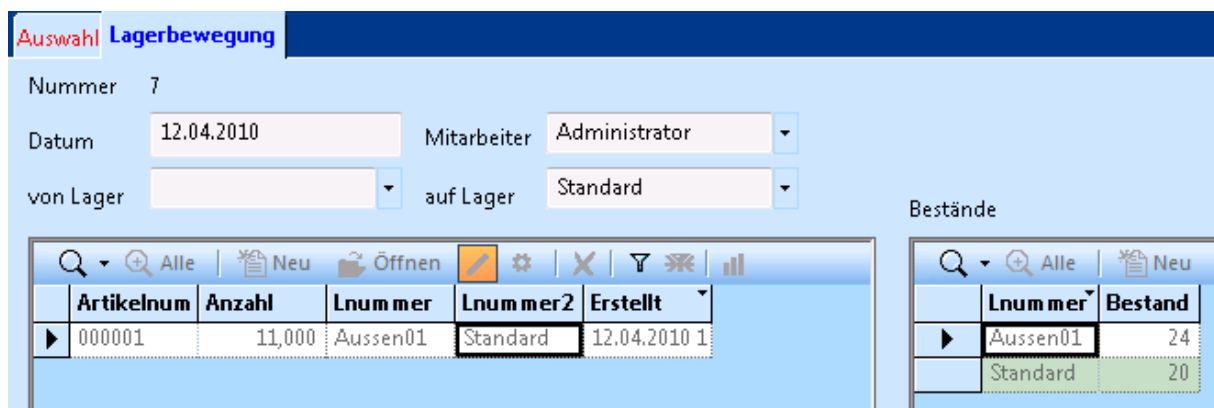 Auswahl Lagerbewegung
Nummer 7
Datum 12.04.2010 Mitarbeiter Administrator
von Lager auf Lager Standard
Bestände
Alle Neu Öffnen
Alle Neu
Artikelnum Anzahl Lnummer Lnummer2 Erstellt
Lnummer Bestand
000001 11,000 Aussen01 Standard 12.04.2010 1
Aussen01 24
Standard 20